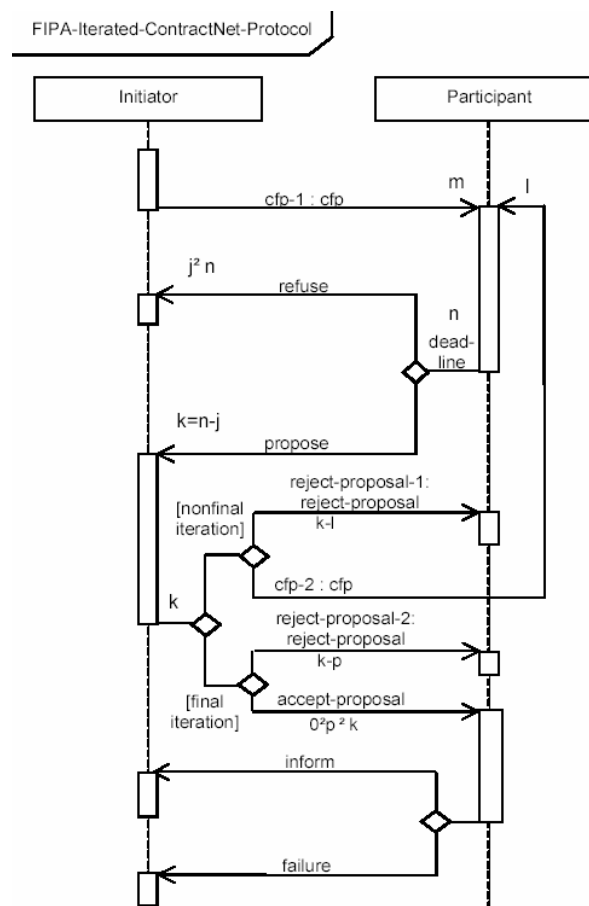 FIPA-Iterated-ContractNet-Protocol
Initiator
Participant
m
l
cfp-1 : cfp
j² n
refuse
n
dead-
line
k=n-j
propose
reject-proposal-1:
reject-proposal
[nonfinal
iteration]
k-l
cfp-2 : cfp
k
reject-proposal-2:
reject-proposal
k-p
[final
iteration]
accept-proposal
0²p ² k
inform
failure